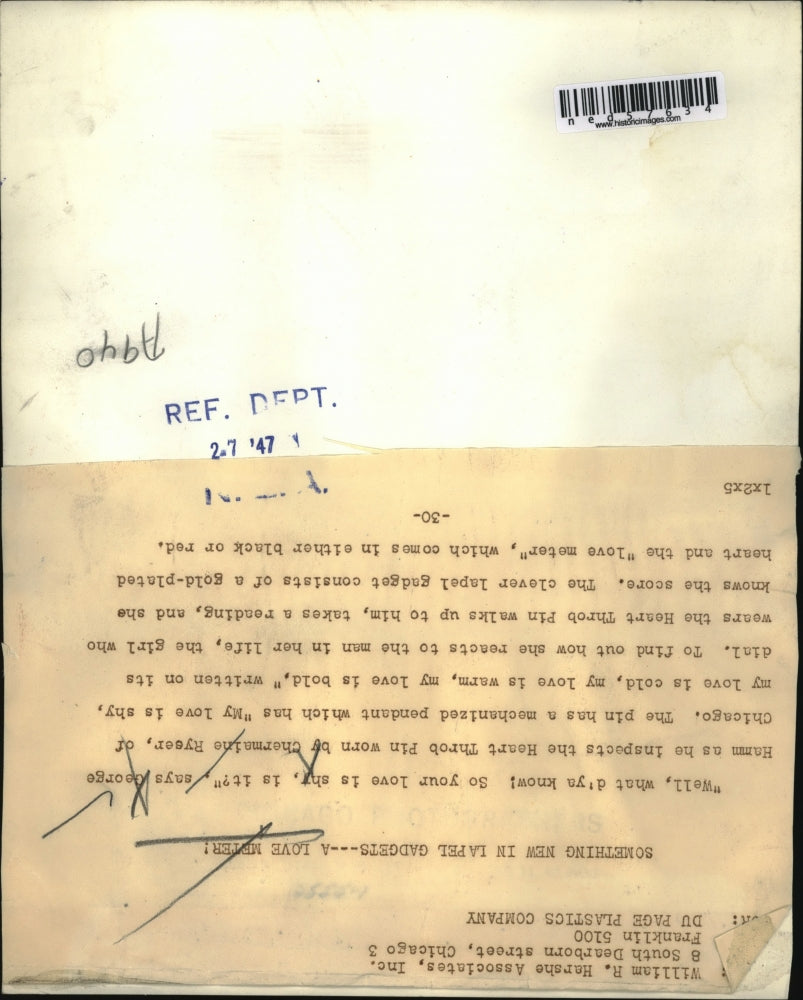 n e d 5 7 6 3 4
www.historicimages.com
A940
REF. DEPT.
2-7 '47
William R. Harshe Associates, Inc.
8 South Dearborn street, Chicago 3
Franklin 5100
DU PAGE PLASTICS COMPANY
SOMETHING NEW IN LAPEL GADGETS---A LOVE METER!
"Well, what d'ya know! So your love is shy, is it?", says George
Hamm as he inspects the Heart Throb Pin worn by Chermaine Ryser, of
Chicago. The pin has a mechanized pendant which has "My love is shy,
my love is cold, my love is warm, my love is bold," written on its
dial. To find out how she reacts to the man in her life, the girl who
wears the Heart Throb Pin walks up to him, takes a reading, and she
knows the score. The clever lapel gadget consists of a gold-plated
heart and the "love meter", which comes in either black or red.
-30-
1x2x5